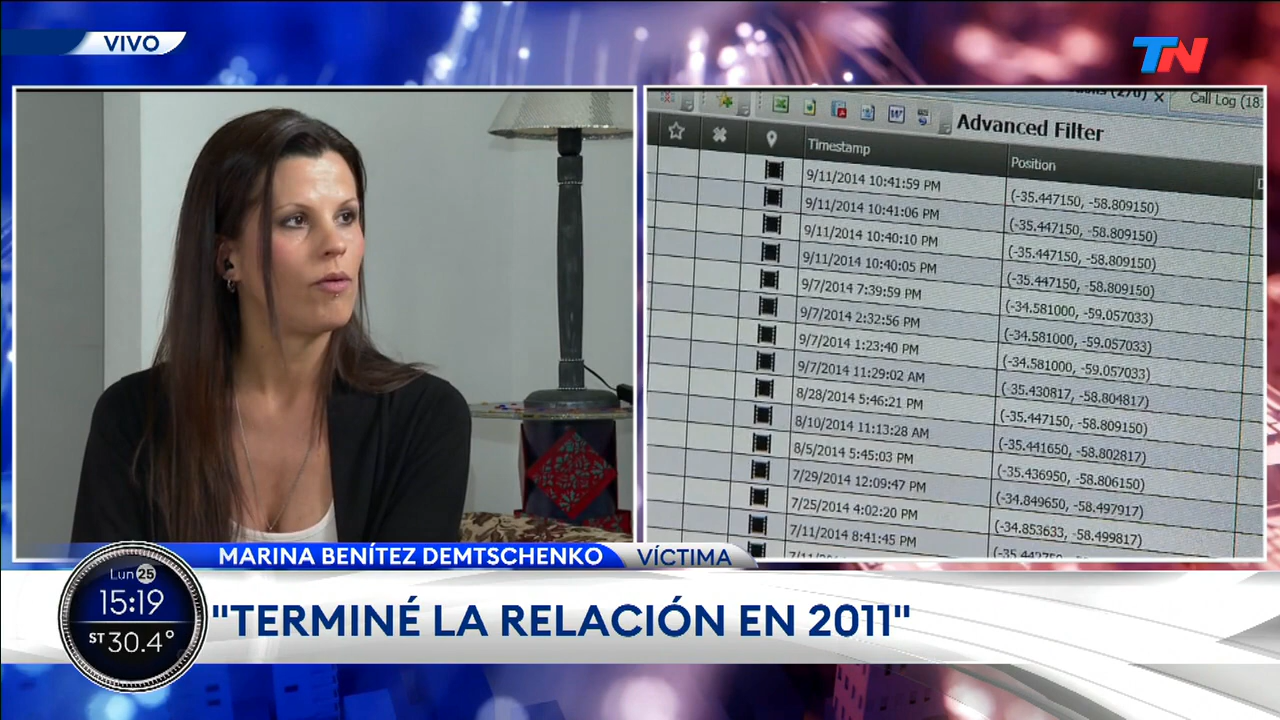 VIVO
TN
Call Log (181
Advanced Filter
Timestamp
Position
9/11/2014 10:41:59 PM
(-35.447150, -58.809150)
9/11/2014 10:41:06 PM
(-35.447150, -58.809150)
9/11/2014 10:40:10 PM
(-35.447150, -58.809150)
9/11/2014 10:40:05 PM
(-35.447150, -58.809150)
9/7/2014 7:39:59 PM
(-34.581000, -59.057033)
9/7/2014 2:32:56 PM
(-34.581000, -59.057033)
9/7/2014 1:23:40 PM
(-34.581000, -59.057033)
9/7/2014 11:29:02 AM
(-35.430817, -58.804817)
8/28/2014 5:46:21 PM
(-35.447150, -58.809150)
8/10/2014 11:13:28 AM
(-35.441650, -58.802817)
8/5/2014 5:45:03 PM
(-35.436950, -58.806150)
7/29/2014 12:09:47 PM
(-34.849650, -58.497917)
7/25/2014 4:02:20 PM
(-34.853633, -58.499817)
7/11/2014 8:41:45 PM
MARINA BENÍTEZ DEMTSCHENKO
VÍCTIMA
Lun 25
15:19
ST 30.4°
"TERMINÉ LA RELACIÓN EN 2011"